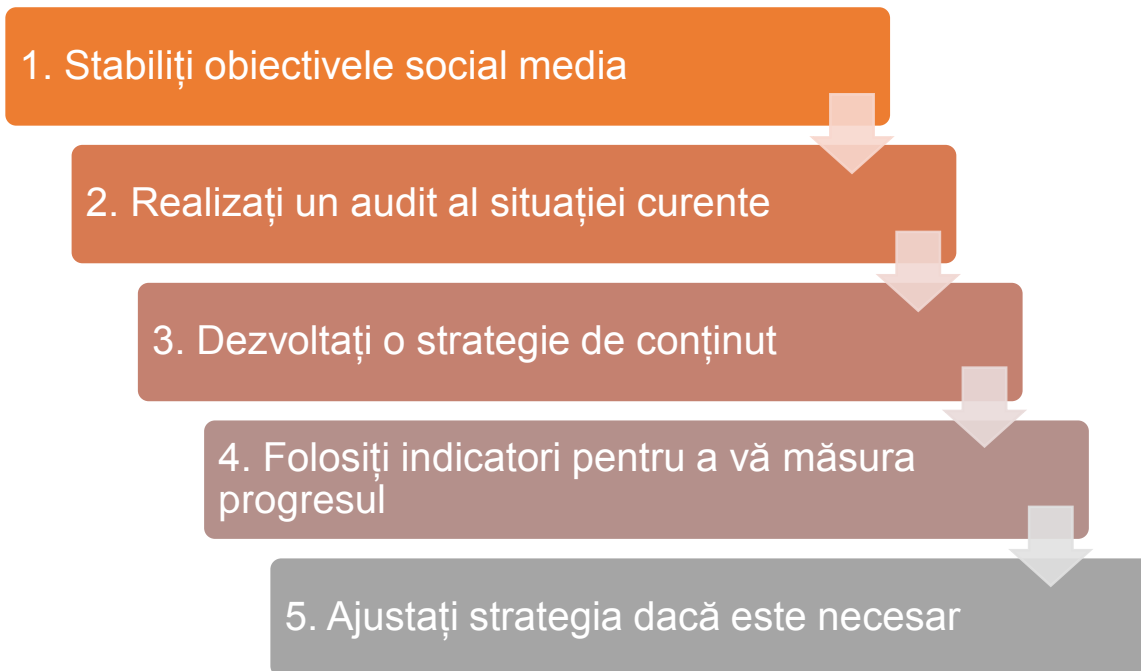 1. Stabiliți obiectivele social media
2. Realizați un audit al situației curente
3. Dezvoltați o strategie de conținut
4. Folosiți indicatori pentru a vă măsura
progresul
5. Ajustați strategia dacă este necesar